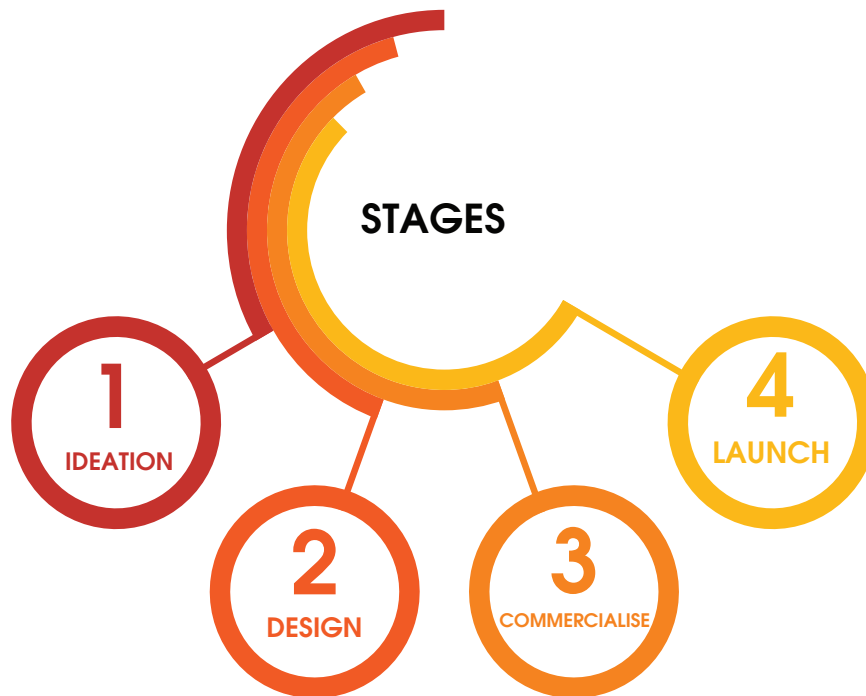 STAGES
1
IDEATION
2
DESIGN
3
COMMERCIALISE
4
LAUNCH